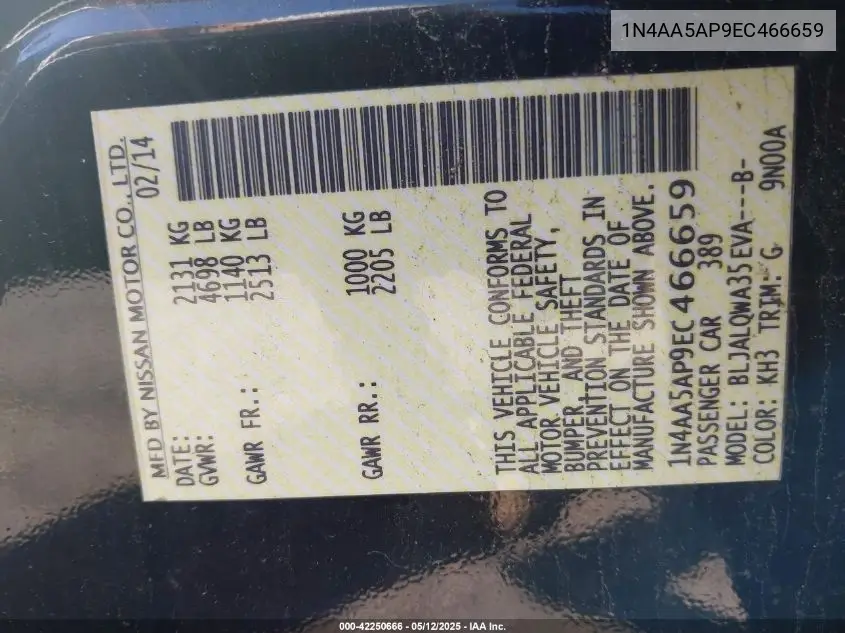 1N4AA5AP9EC466659
MFD BY NISSAN MOTOR CO., LTD.
DATE: 02/14
GVWR: 2131 KG
4698 LB
GAWR FR.: 1140 KG
2513 LB
GAWR RR.: 1000 KG
2205 LB
THIS VEHICLE CONFORMS TO
ALL APPLICABLE FEDERAL
MOTOR VEHICLE SAFETY,
BUMPER, AND THEFT
PREVENTION STANDARDS IN
EFFECT ON THE DATE OF
MANUFACTURE SHOWN ABOVE.
1N4AA5AP9EC466659
PASSENGER CAR 389
MODEL: BLJALQWA35EVA---B-
COLOR: KH3 TRIM: G 9N00A
000-42250666 - 05/12/2025 - IAA Inc.